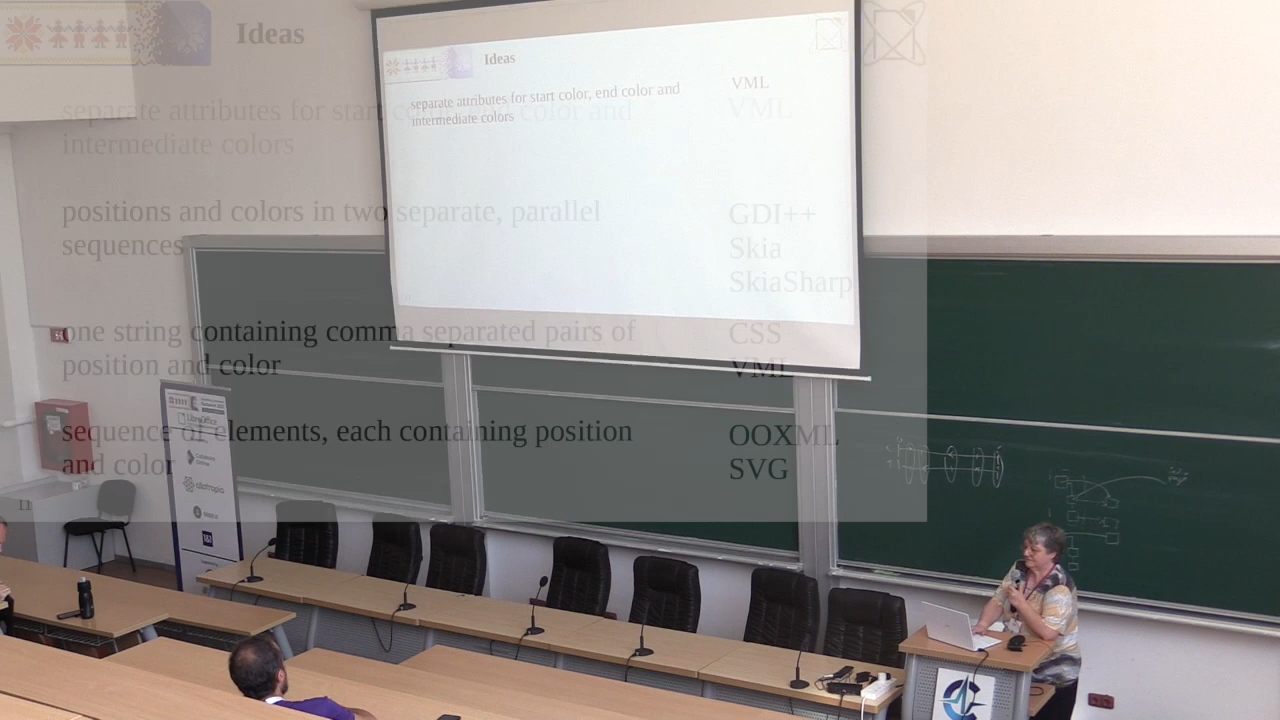 Ideas
separate attributes for start color, end color and
intermediate colors
VML
positions and colors in two separate, parallel
sequences
GDI++
Skia
SkiaSharp
one string containing comma separated pairs of
position and color
CSS
VML
sequence of elements, each containing position
and color
OOXML
SVG
11
Ideas
separate attributes for start color, end color and
intermediate colors
VML
LibreOffice